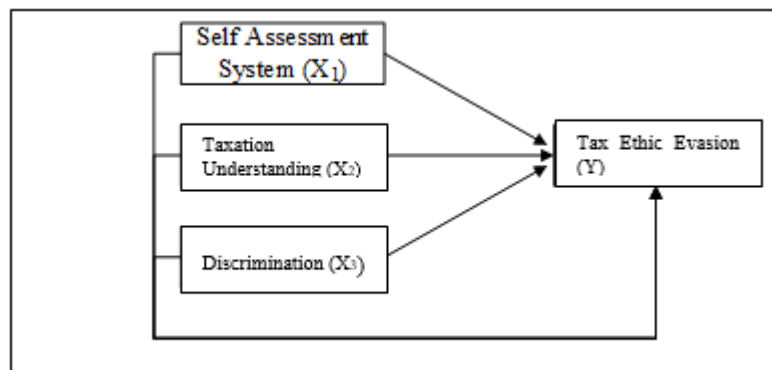 Self Assessment
System (X1)
Taxation
Understanding (X2)
Tax Ethic Evasion
(Y)
Discrimination (X3)